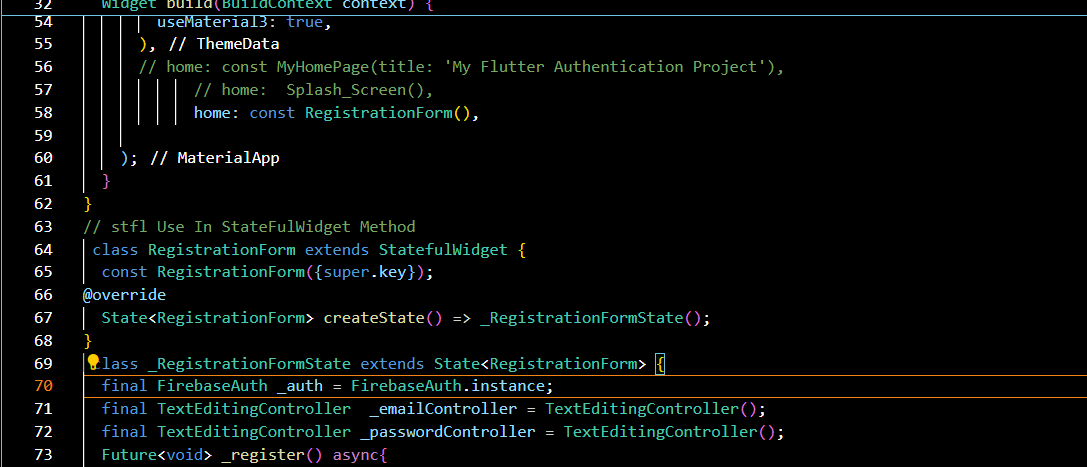 32 Widget build(BuildContext context) {
54 useMaterial3: true,
55 ), // ThemeData
56 // home: const MyHomePage(title: 'My Flutter Authentication Project'),
57 // home:  Splash_Screen(),
58 home: const RegistrationForm(),
59
60 ); // MaterialApp
61 }
62 }
63 // stfl Use In StateFulWidget Method
64 class RegistrationForm extends StatefulWidget {
65 const RegistrationForm({super.key});
66 @override
67 State<RegistrationForm> createState() => _RegistrationFormState();
68 }
69 class _RegistrationFormState extends State<RegistrationForm> {
70 final FirebaseAuth _auth = FirebaseAuth.instance;
71 final TextEditingController  _emailController = TextEditingController();
72 final TextEditingController _passwordController = TextEditingController();
73 Future<void> _register() async{